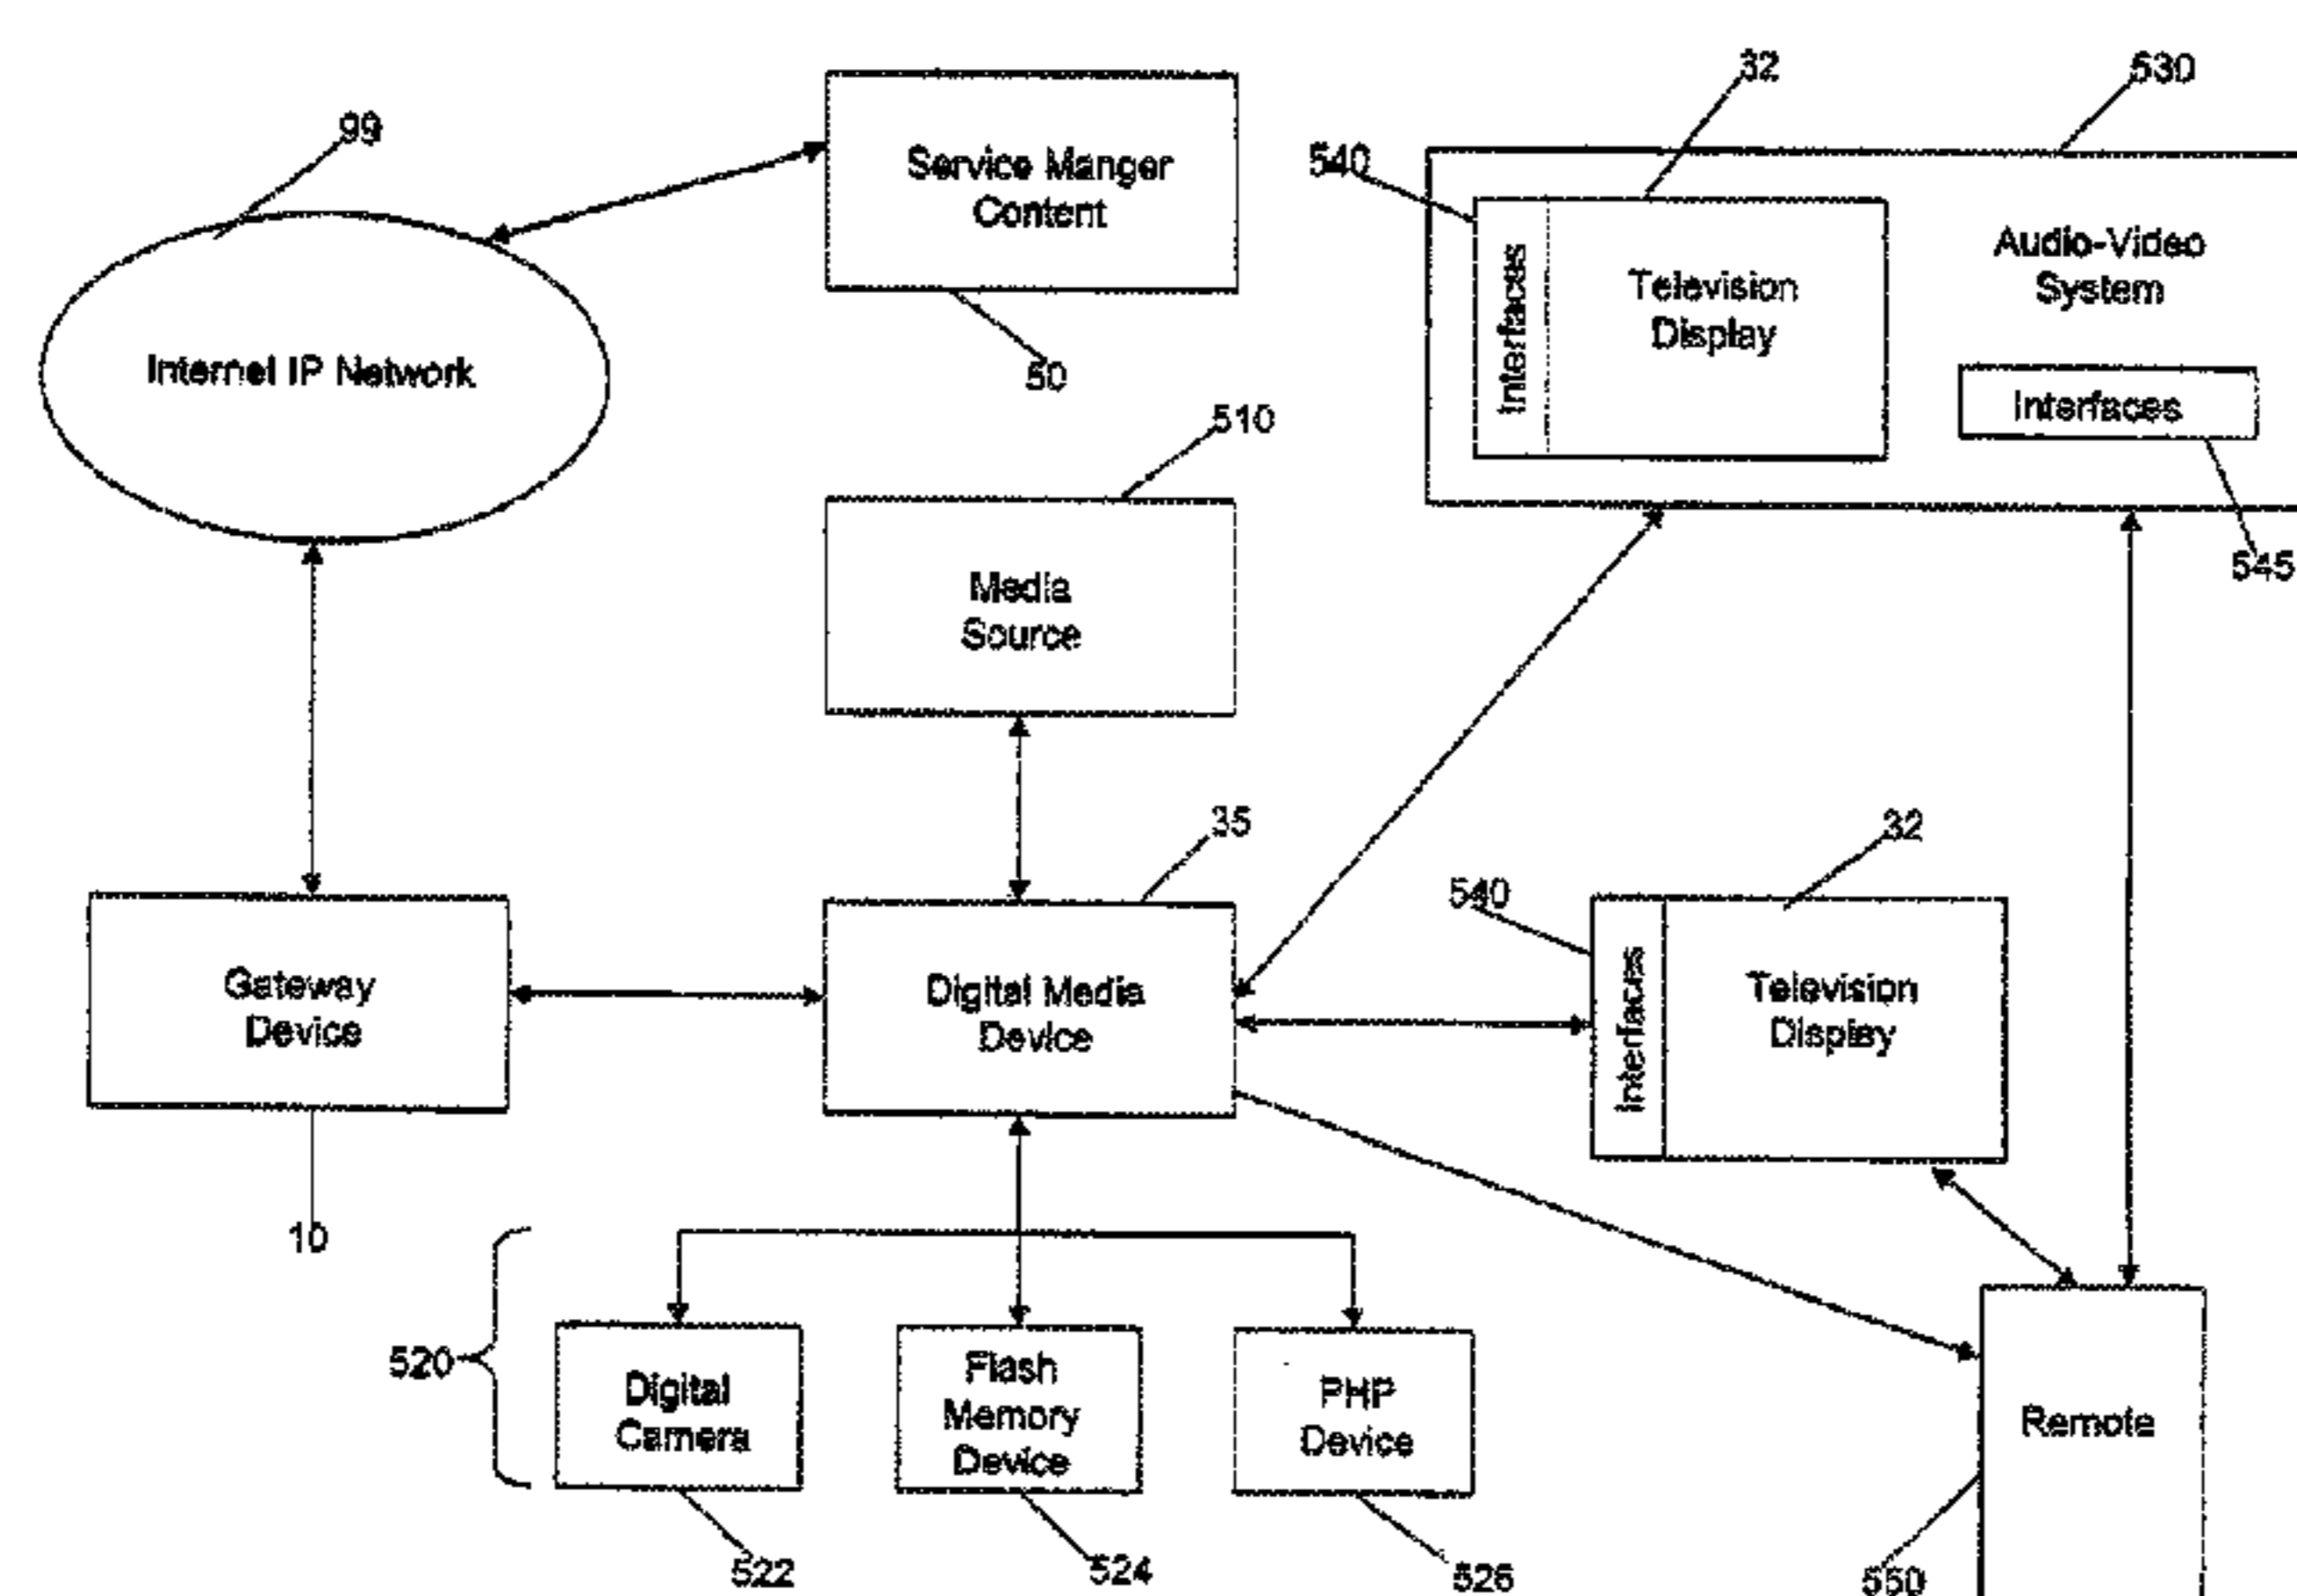 99
Service Manger
Content
50
Internet IP Network
32
530
540
Interfaces
Television
Display
Audio-Video
System
Interfaces
545
510
Media
Source
35
Gateway
Device
10
Digital Media
Device
32
540
Interfaces
Television
Display
520
Digital
Camera
522
Flash
Memory
Device
524
PHP
Device
526
Remote
550